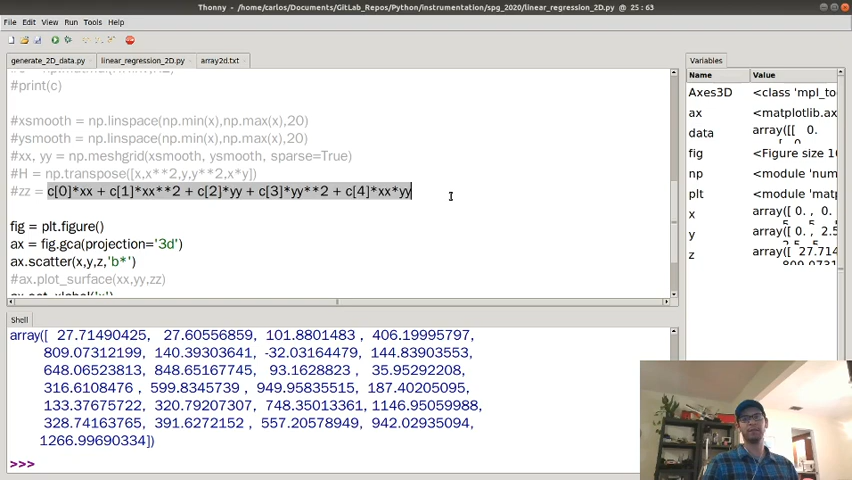 Thonny - /home/carlos/Documents/GitLab_Repos/Python/instrumentation/spg_2020/linear_regression_2D.py @ 25 : 63
File Edit View Run Tools Help
generate_2D_data.py × linear_regression_2D.py × array2d.txt ×
#print(c)
#xsmooth = np.linspace(np.min(x),np.max(x),20)
#ysmooth = np.linspace(np.min(x),np.max(x),20)
#xx, yy = np.meshgrid(xsmooth, ysmooth, sparse=True)
#H = np.transpose([x,x**2,y,y**2,x*y])
#zz = c[0]*xx + c[1]*xx**2 + c[2]*yy + c[3]*yy**2 + c[4]*xx*yy
fig = plt.figure()
ax = fig.gca(projection='3d')
ax.scatter(x,y,z,'b*')
#ax.plot_surface(xx,yy,zz)
Shell
array([ 27.71490425, 27.60556859, 101.8801483 , 406.19995797,
809.07312199, 140.39303641, -32.03164479, 144.83903553,
648.06523813, 848.65167745, 93.1628823 , 35.95292208,
316.6108476 , 599.8345739 , 949.95835515, 187.40205095,
133.37675722, 320.79207307, 748.35013361, 1146.95059988,
328.74163765, 391.6272152 , 557.20578949, 942.02935094,
1266.99690334])
>>>
Variables
Name Value
Axes3D <class 'mpl_to
ax <matplotlib.ax
data array([[ 0.
fig <Figure size 1
np <module 'num
plt <module 'matp
x array([ 0. , 0.
y array([ 0. , 2.5
z array([ 27.714